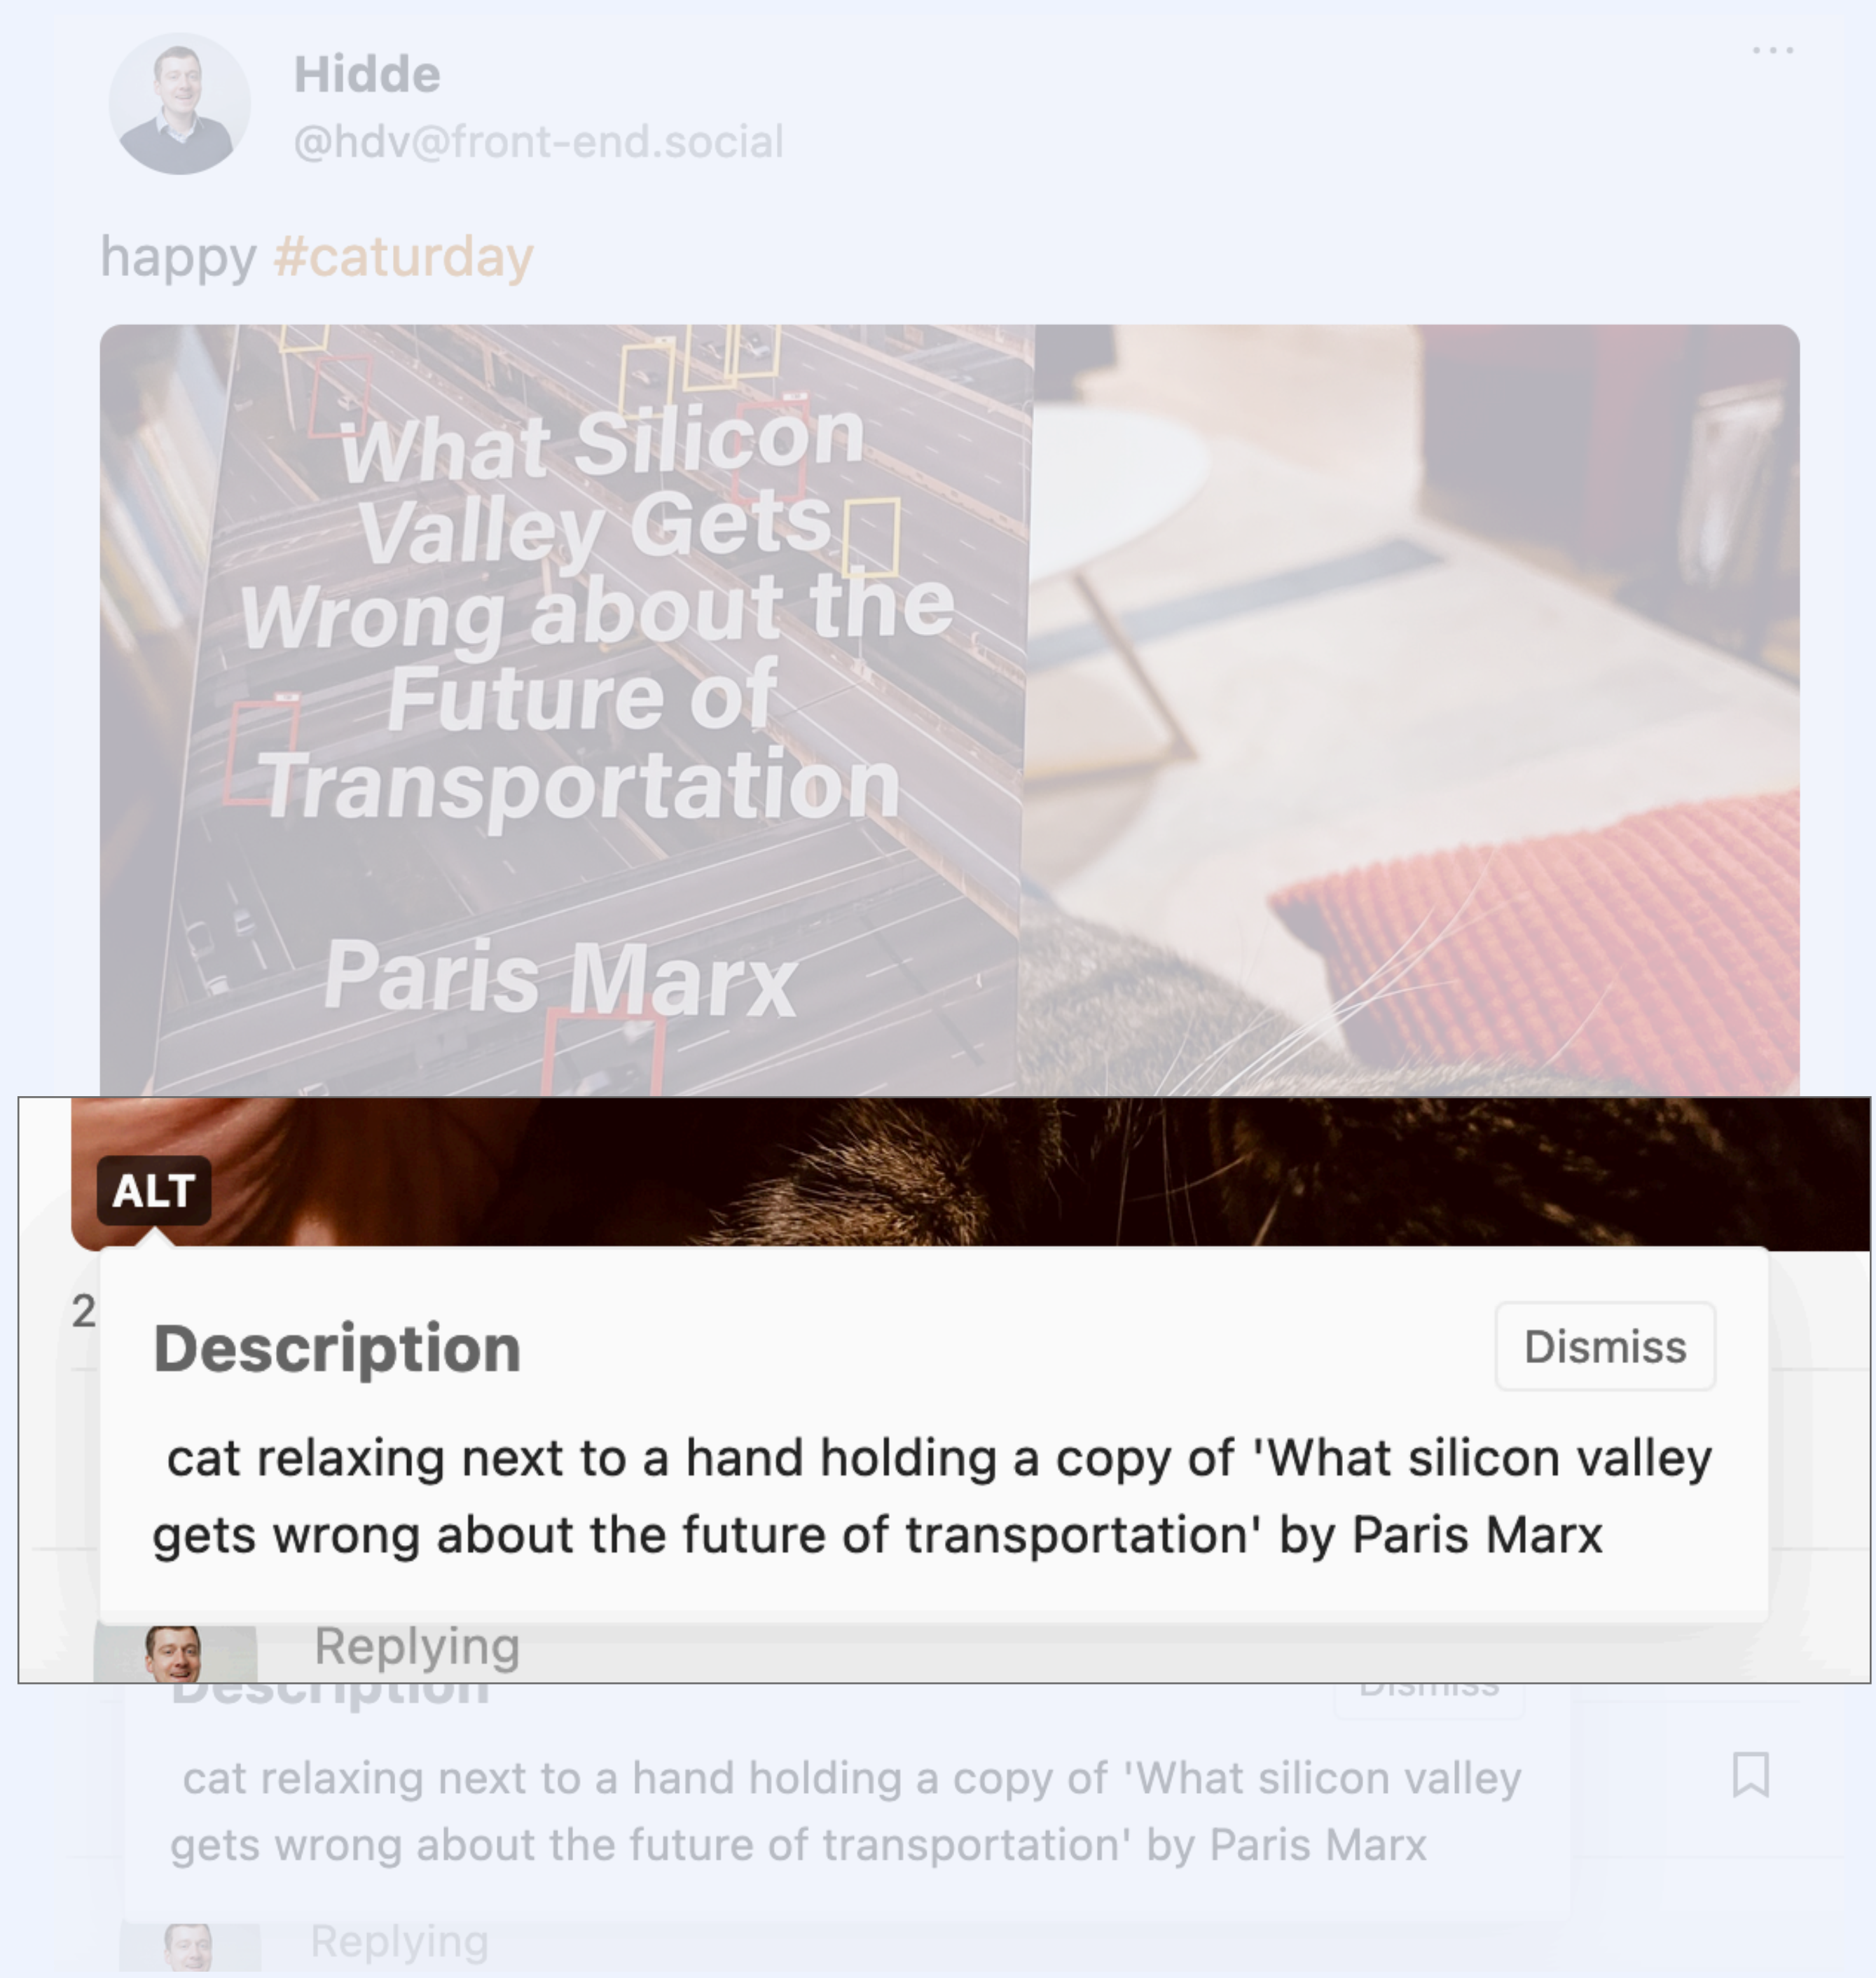 Hidde
...
@hdv@front-end.social
happy #caturday
What Silicon
Valley Gets
Wrong about the
Future of
Transportation
Paris Marx
ALT
2
Description
Dismiss
cat relaxing next to a hand holding a copy of 'What silicon valley
gets wrong about the future of transportation' by Paris Marx
Replying
Description
Dismiss
cat relaxing next to a hand holding a copy of 'What silicon valley
gets wrong about the future of transportation' by Paris Marx
Replying